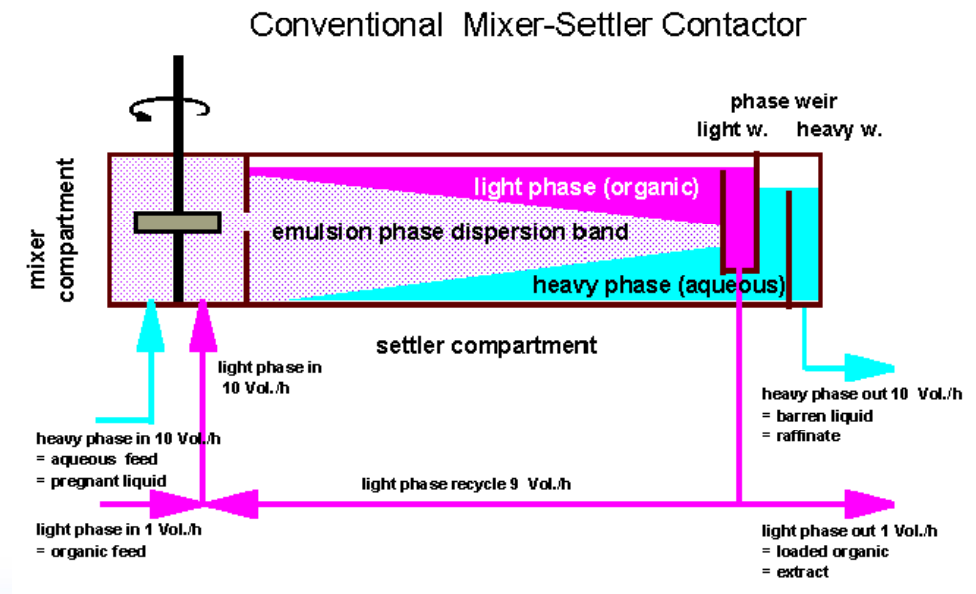 Conventional Mixer-Settler Contactor
phase weir
light w. heavy w.
mixer
compartment
light phase (organic)
emulsion phase dispersion band
heavy phase (aqueous)
settler compartment
light phase in
10 Vol./h
heavy phase in 10 Vol./h
= aqueous feed
= pregnant liquid
heavy phase out 10 Vol./h
= barren liquid
= raffinate
light phase recycle 9 Vol./h
light phase in 1 Vol./h
= organic feed
light phase out 1 Vol./h
= loaded organic
= extract